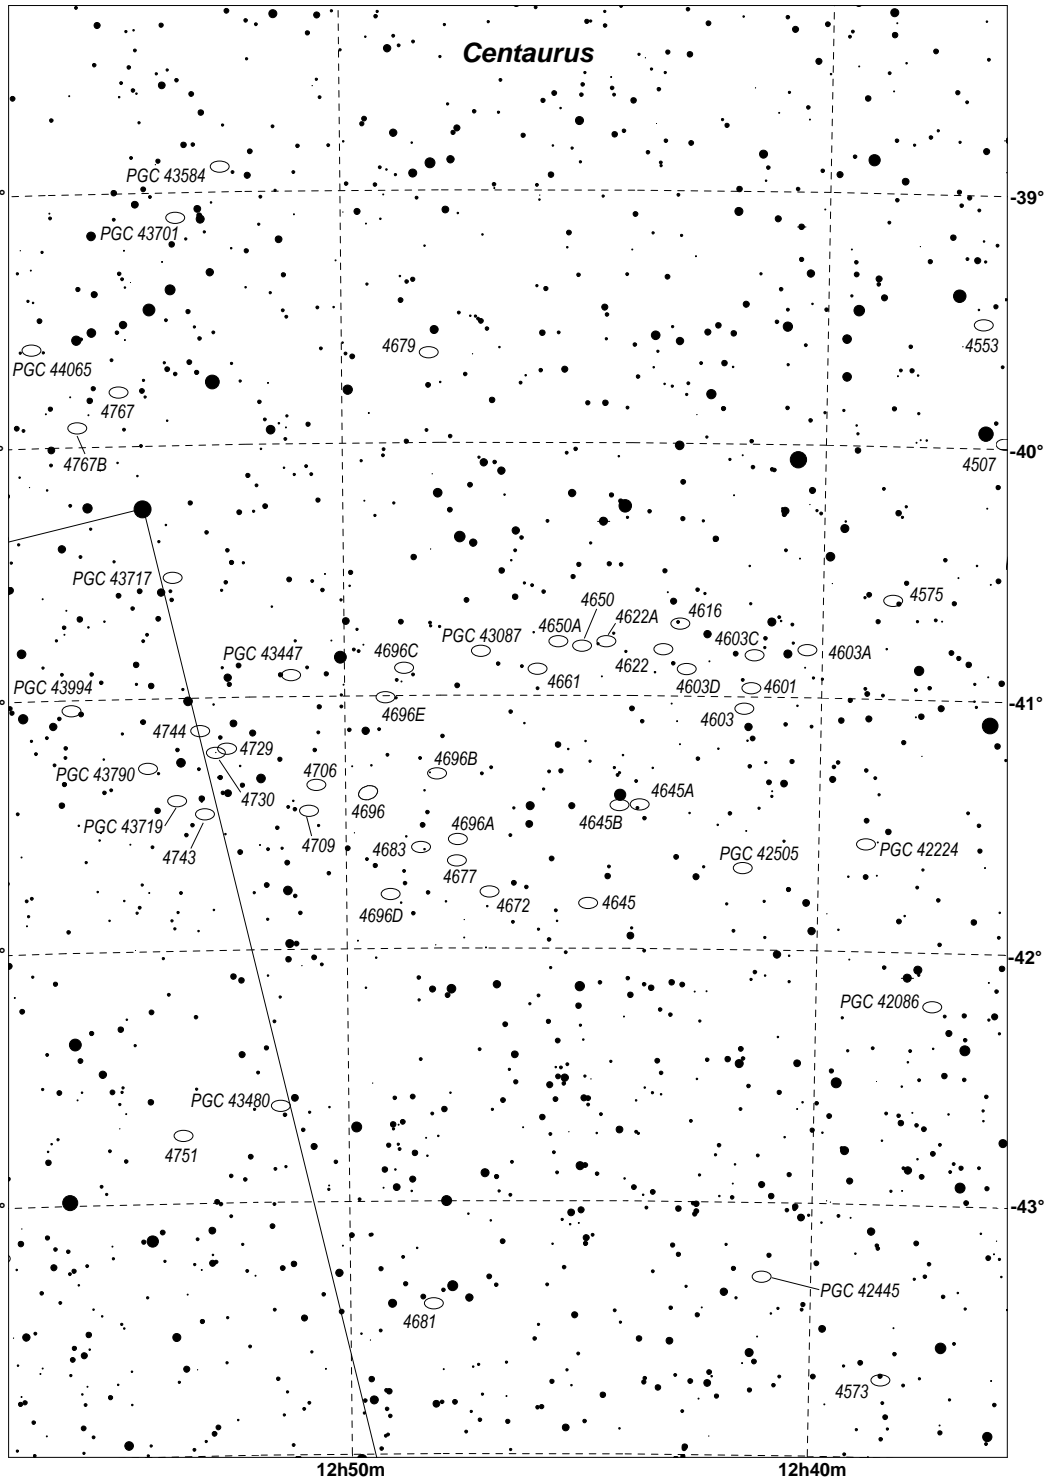 Centaurus
PGC 43584
-39°
PGC 43701
4679
4553
PGC 44065
4767
4767B
4507
-40°
PGC 43717
4575
4650
4622A
4616
4650A
PGC 43087
4603C
4696C
PGC 43447
4603A
4622
4661
4603D
4601
PGC 43994
4696E
-41°
4603
4744
4729
4696B
4706
PGC 43790
4730
4696
4645A
4645B
PGC 43719
4743
4709
4696A
4683
PGC 42505
PGC 42224
4677
4672
4645
4696D
-42°
PGC 42086
PGC 43480
4751
-43°
PGC 42445
4681
4573
12h50m
12h40m